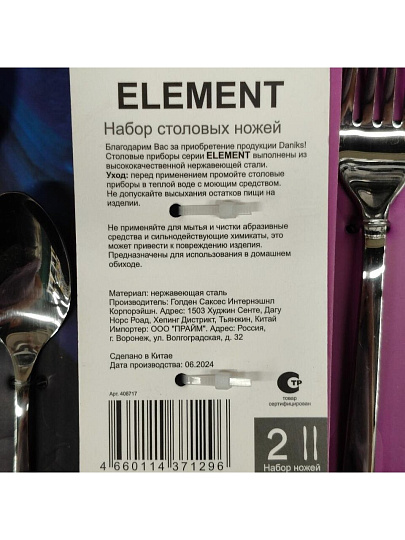 ELEMENT
Набор столовых ножей
Благодарим Вас за приобретение продукции Daniks!
Столовые приборы серии ELEMENT выполнены из
высококачественной нержавеющей стали.
Уход: перед применением промойте столовые
приборы в теплой воде с моющим средством.
Не допускайте высыхания остатков пищи на
изделии.
Не применяйте для мытья и чистки абразивные
средства и сильнодействующие химикаты, это
может привести к повреждению изделия.
Предназначены для использования в домашнем
обиходе.
Материал: нержавеющая сталь
Производитель: Голден Саксес Интернэшнл
Корпорэйшн. Адрес: 1503 Худжин Сенте, Дагу
Норс Роад, Хепинг Дистрикт, Тьянкин, Китай
Импортер: ООО "ПРАЙМ". Адрес: Россия,
г. Воронеж, ул. Волгоградская, д. 32
Сделано в Китае
Дата производства: 06.2024
СТР
товар
сертифицирован
Арт. 406717
4 660114 371296
2
Набор ножей